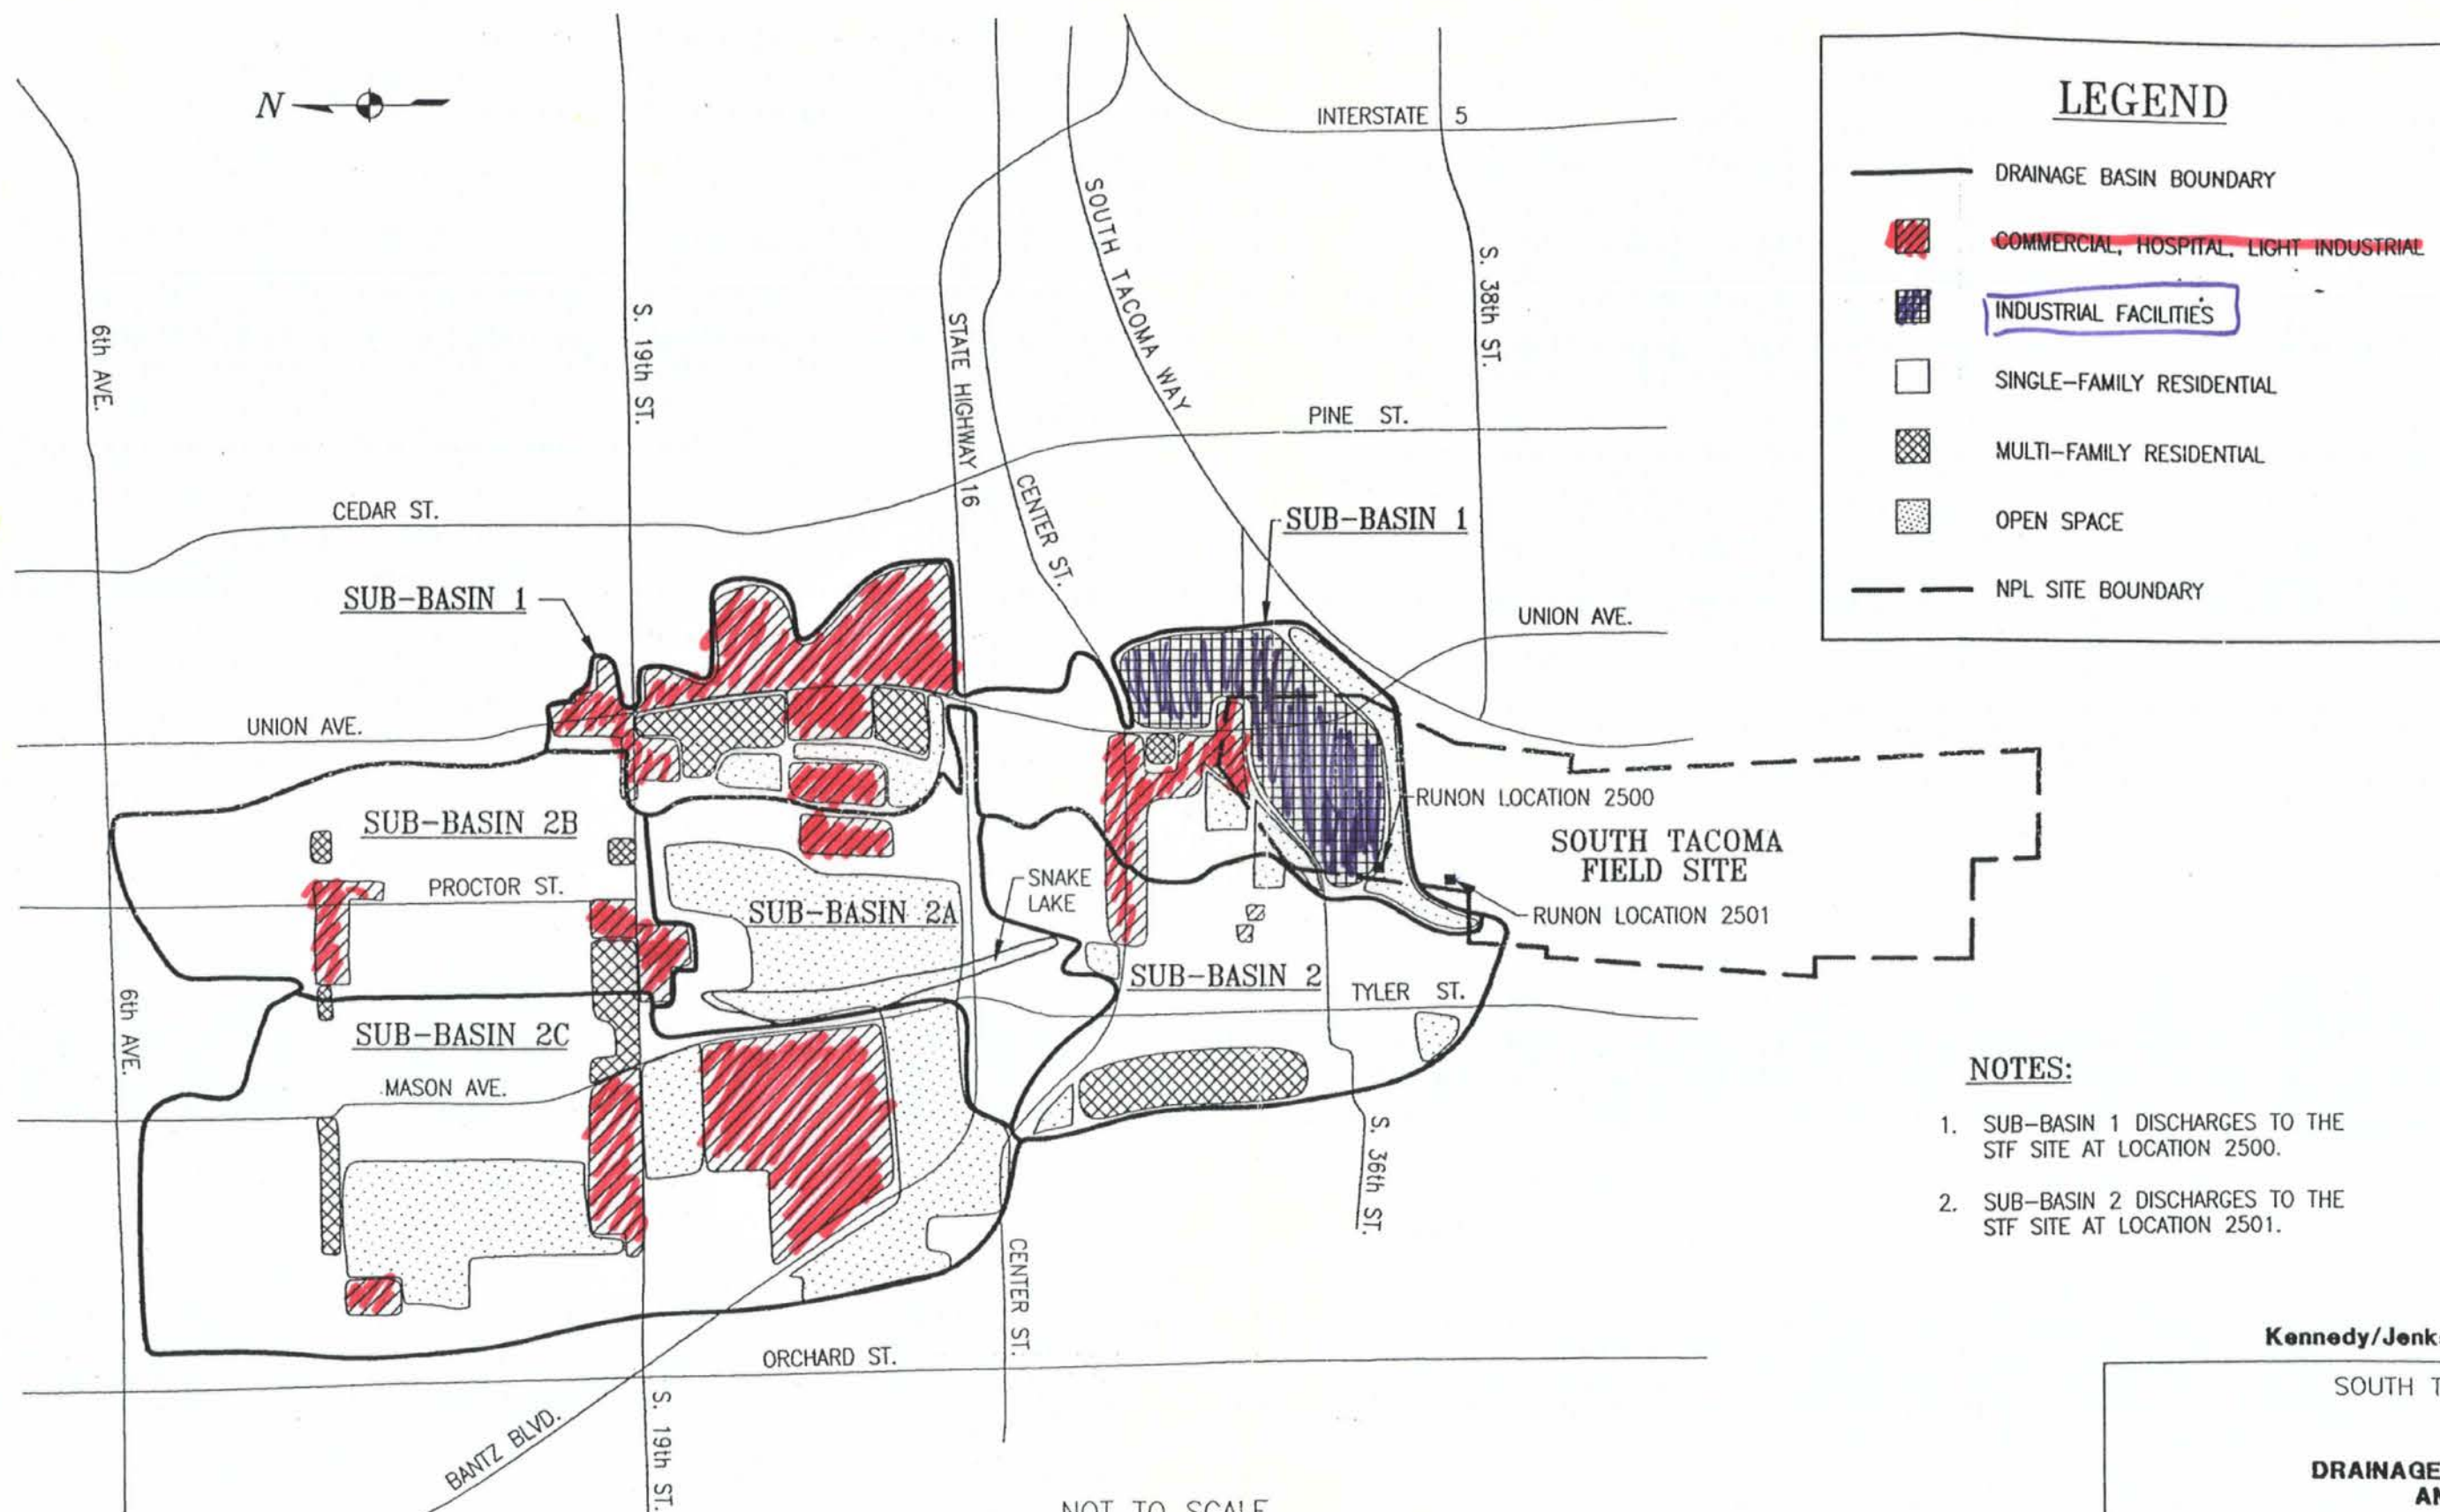 N
INTERSTATE 5
SOUTH TACOMA WAY
S. 38th ST.
6th AVE.
S. 19th ST.
STATE HIGHWAY 16
PINE ST.
CENTER ST.
CEDAR ST.
SUB-BASIN 1
SUB-BASIN 1
UNION AVE.
UNION AVE.
RUNON LOCATION 2500
SUB-BASIN 2B
SOUTH TACOMA
FIELD SITE
PROCTOR ST.
SNAKE
LAKE
SUB-BASIN 2A
RUNON LOCATION 2501
SUB-BASIN 2
TYLER ST.
6th AVE.
SUB-BASIN 2C
MASON AVE.
S. 36th ST.
CENTER ST.
ORCHARD ST.
BANTZ BLVD.
S. 19th ST.
NOT TO SCALE
LEGEND
DRAINAGE BASIN BOUNDARY
COMMERCIAL, HOSPITAL, LIGHT INDUSTRIAL
INDUSTRIAL FACILITIES
SINGLE-FAMILY RESIDENTIAL
MULTI-FAMILY RESIDENTIAL
OPEN SPACE
NPL SITE BOUNDARY
NOTES:
1. SUB-BASIN 1 DISCHARGES TO THE
STF SITE AT LOCATION 2500.
2. SUB-BASIN 2 DISCHARGES TO THE
STF SITE AT LOCATION 2501.
Kennedy/Jenk
SOUTH T
DRAINAGE
AN